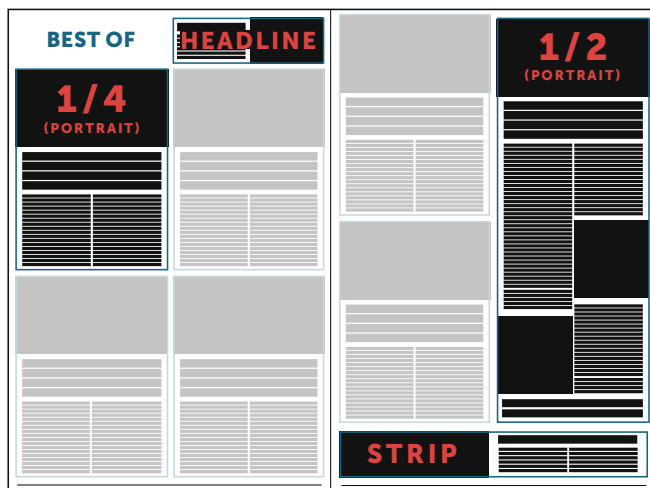 BEST OF
HEADLINE
1/4
(PORTRAIT)
1/2
(PORTRAIT)
STRIP